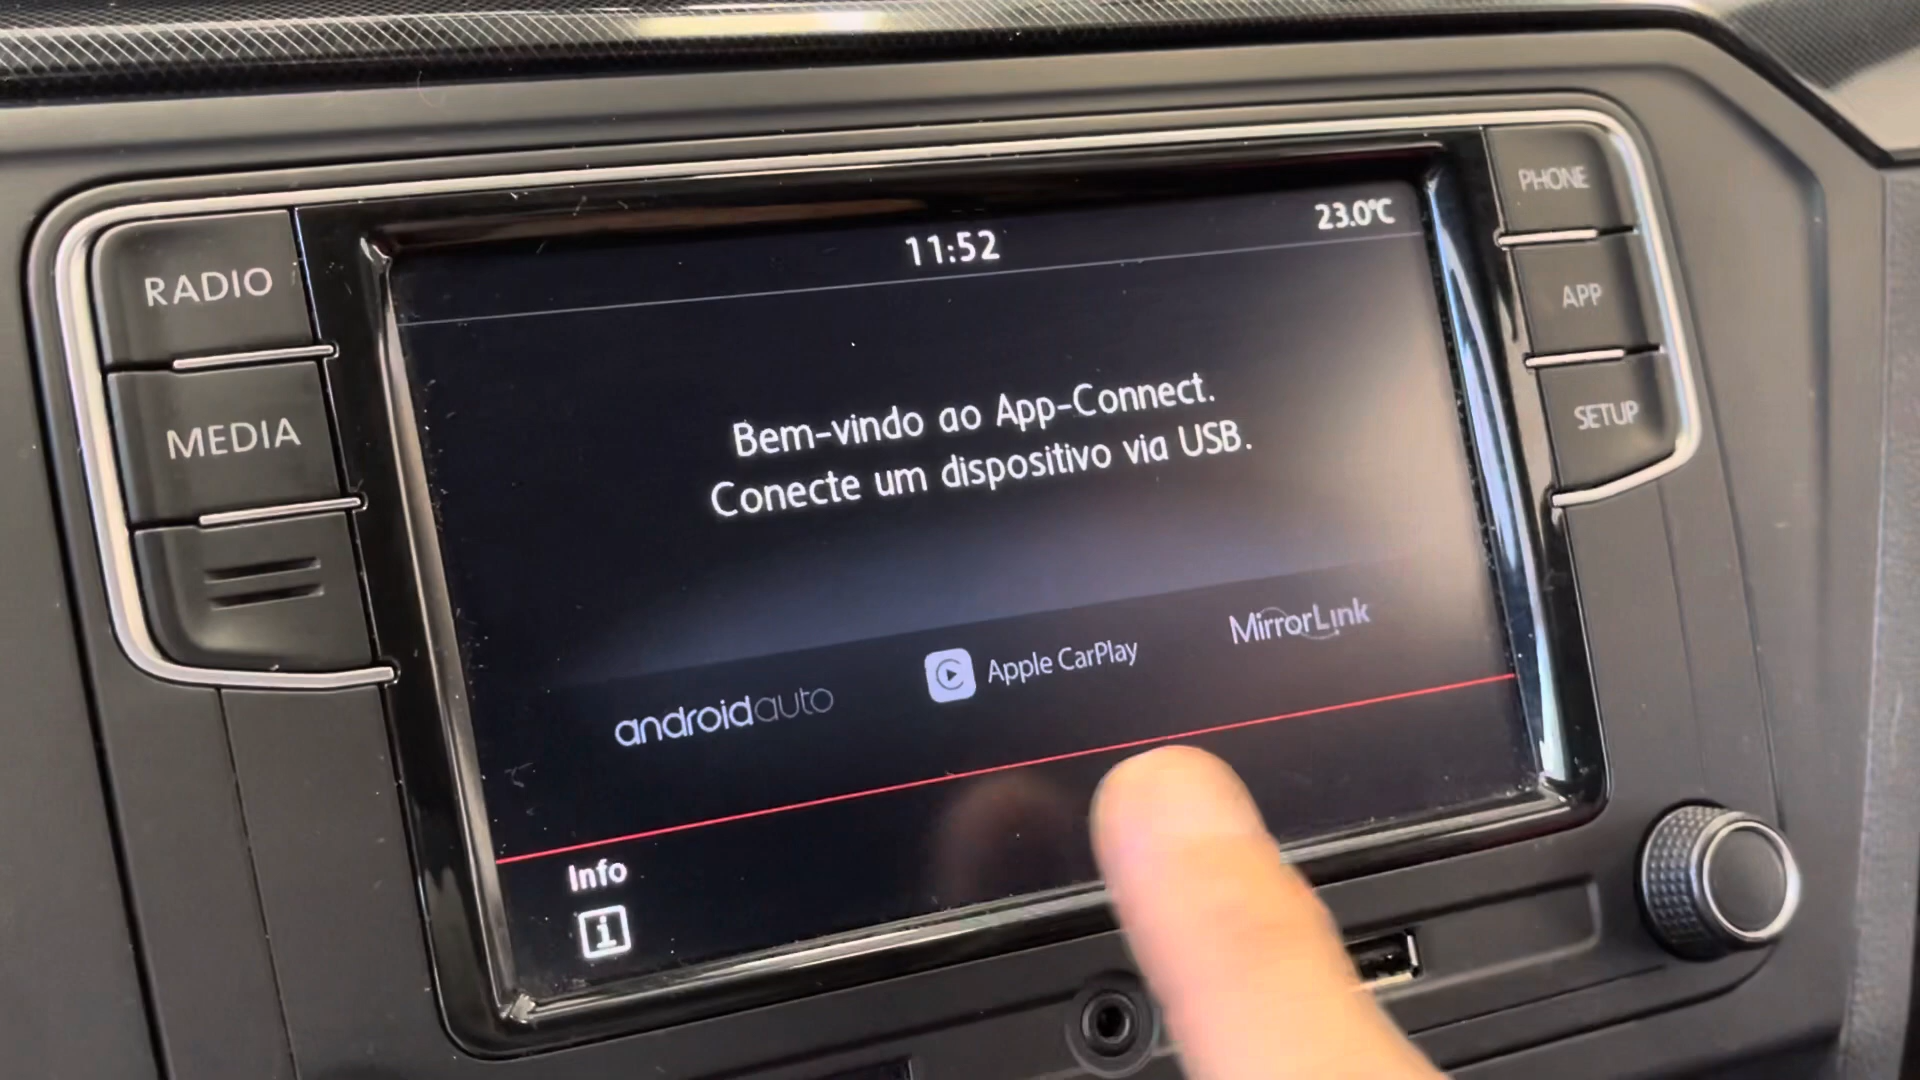 RADIO
MEDIA
PHONE
APP
SETUP
11:52
23.0°C
Bem-vindo ao App-Connect.
Conecte um dispositivo via USB.
androidauto
Apple CarPlay
MirrorLink
Info
i